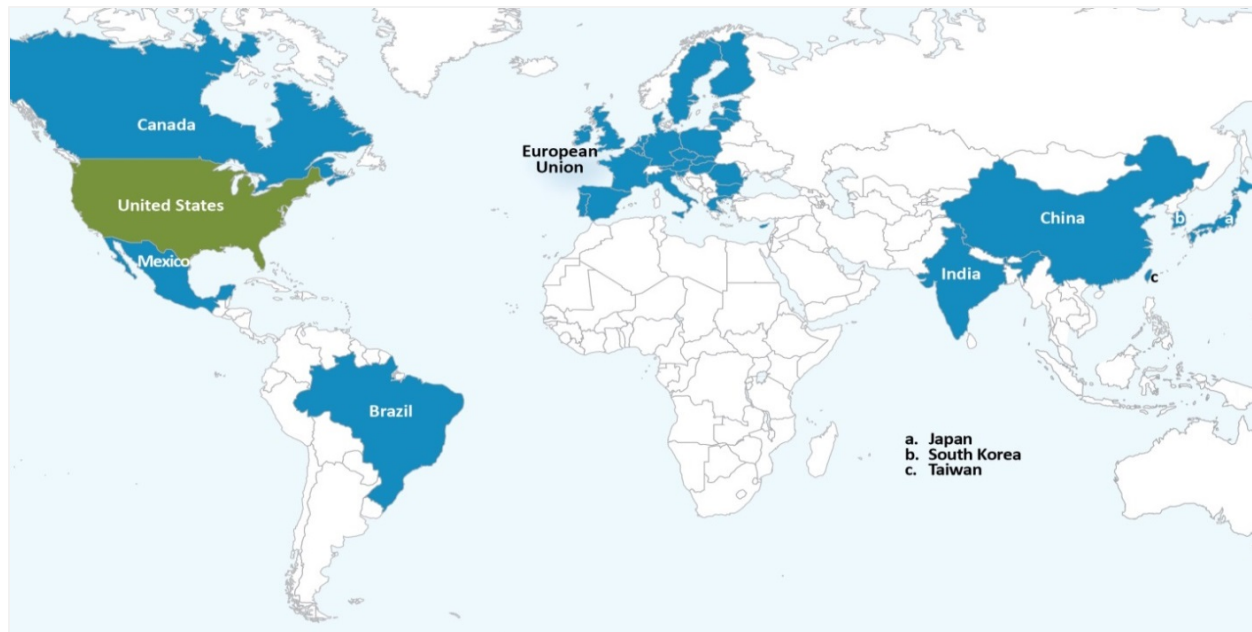 Canada
United States
Mexico
Brazil
European
Union
China
India
b
a
c
a. Japan
b. South Korea
c. Taiwan